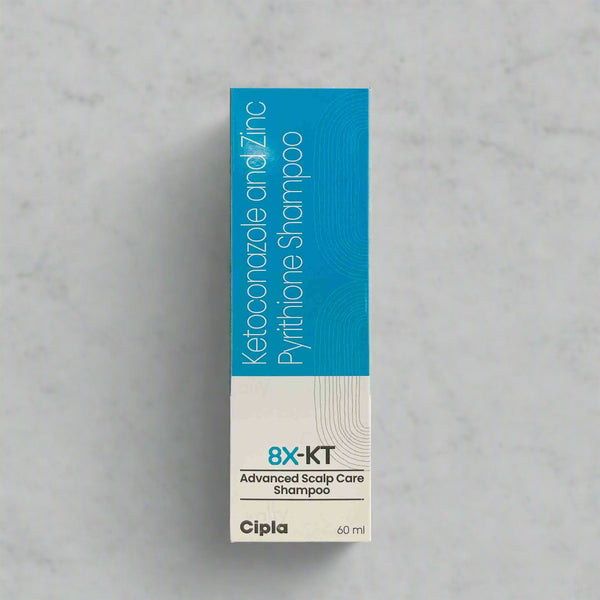 Ketoconazole and Zinc
Pyrithione Shampoo
8X-KT
Advanced Scalp Care
Shampoo
Cipla
60 ml